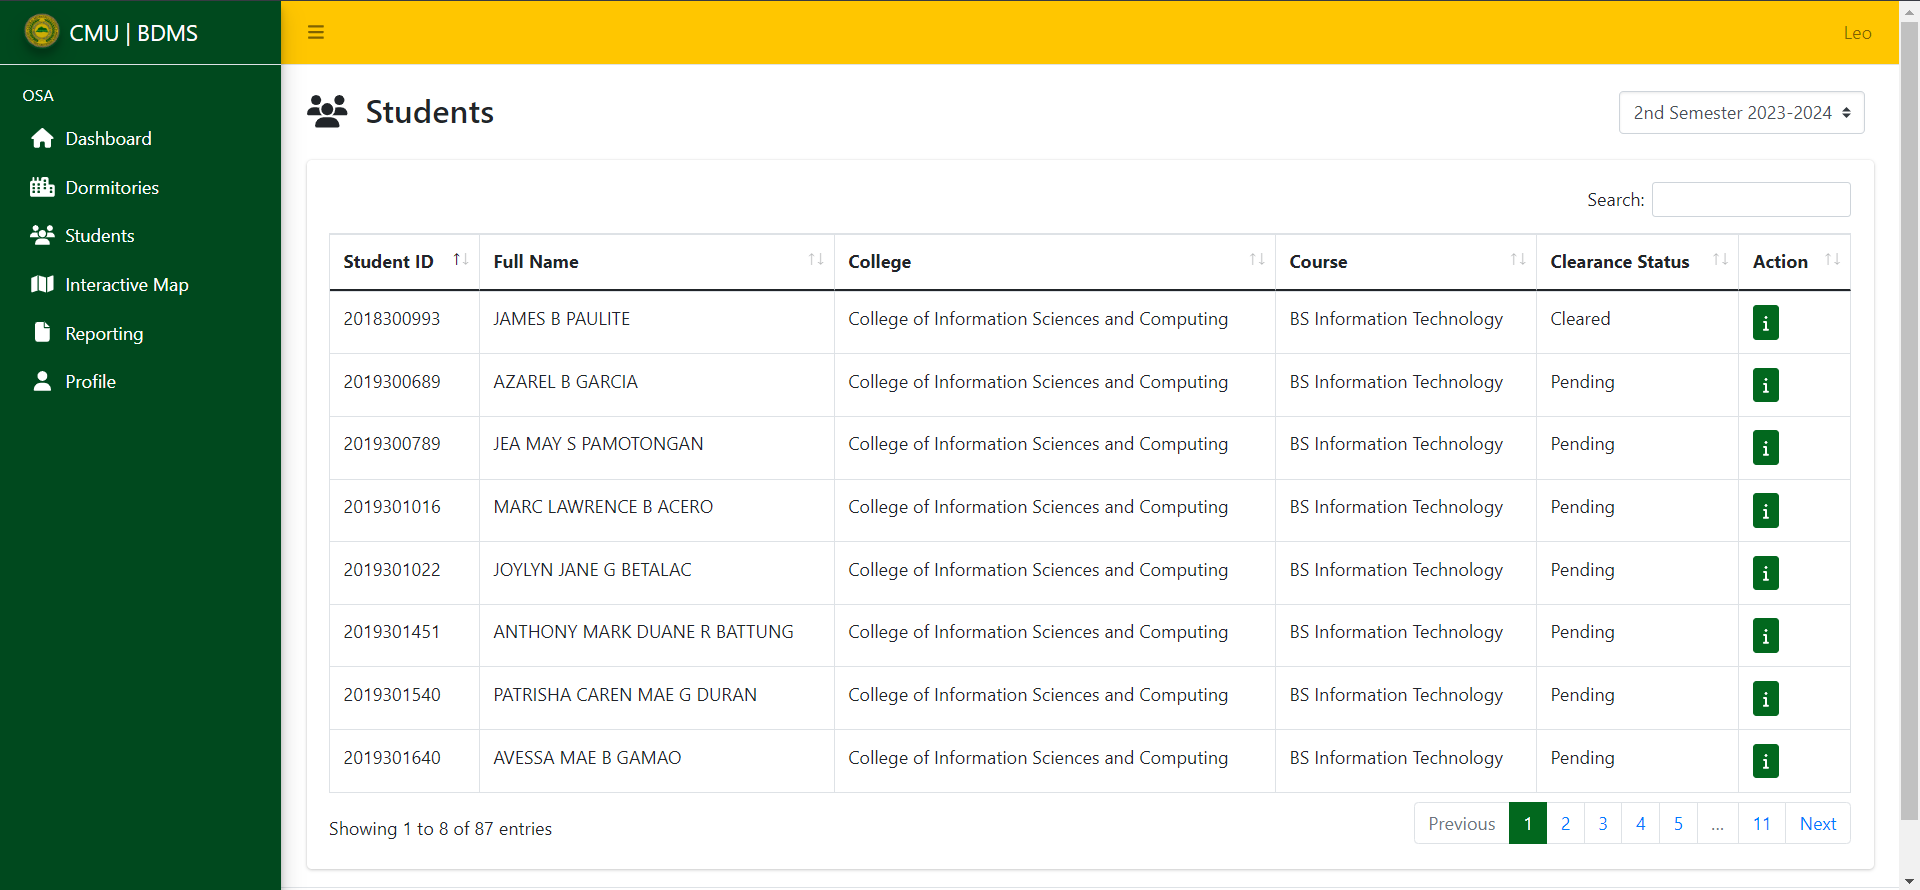 CMU | BDMS
Leo
OSA
Dashboard
Dormitories
Students
Interactive Map
Reporting
Profile
Students
2nd Semester 2023-2024
Search:
Student ID Full Name College Course Clearance Status Action
2018300993 JAMES B PAULITE College of Information Sciences and Computing BS Information Technology Cleared
2019300689 AZAREL B GARCIA College of Information Sciences and Computing BS Information Technology Pending
2019300789 JEA MAY S PAMOTONGAN College of Information Sciences and Computing BS Information Technology Pending
2019301016 MARC LAWRENCE B ACERO College of Information Sciences and Computing BS Information Technology Pending
2019301022 JOYLYN JANE G BETALAC College of Information Sciences and Computing BS Information Technology Pending
2019301451 ANTHONY MARK DUANE R BATTUNG College of Information Sciences and Computing BS Information Technology Pending
2019301540 PATRISHA CAREN MAE G DURAN College of Information Sciences and Computing BS Information Technology Pending
2019301640 AVESSA MAE B GAMAO College of Information Sciences and Computing BS Information Technology Pending
Showing 1 to 8 of 87 entries
Previous 1 2 3 4 5 ... 11 Next